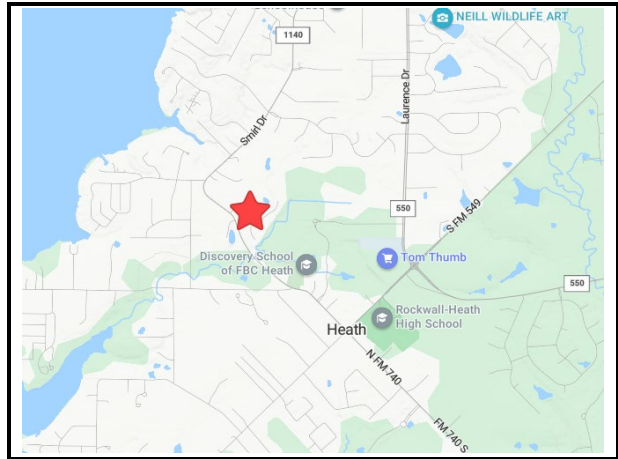 NEILL WILDLIFE ART
1140
Laurence Dr
Smirl Dr
550
S FM 549
Discovery School
of FBC Heath
Tom Thumb
550
Rockwall-Heath
High School
Heath
N FM 740
FM 740 S